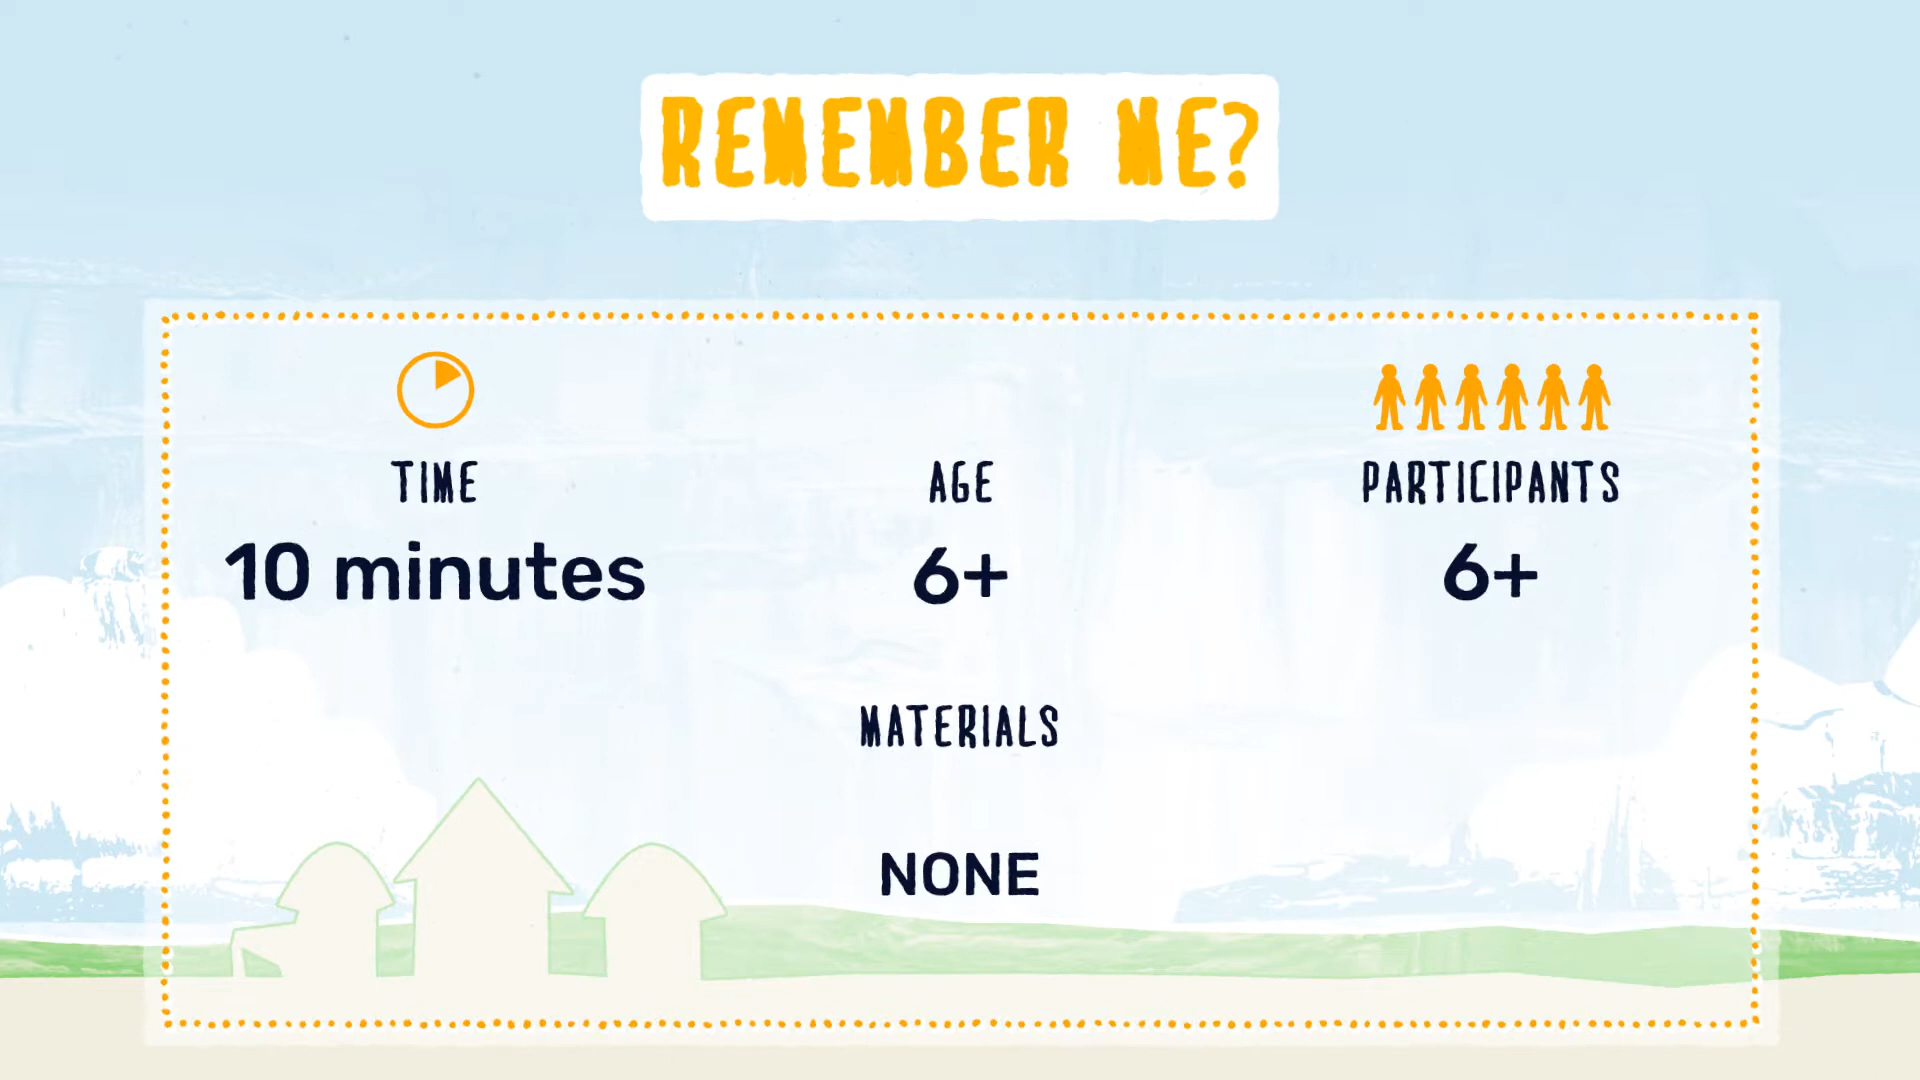 REMEMBER ME?
TIME
10 minutes
AGE
6+
PARTICIPANTS
6+
MATERIALS
NONE